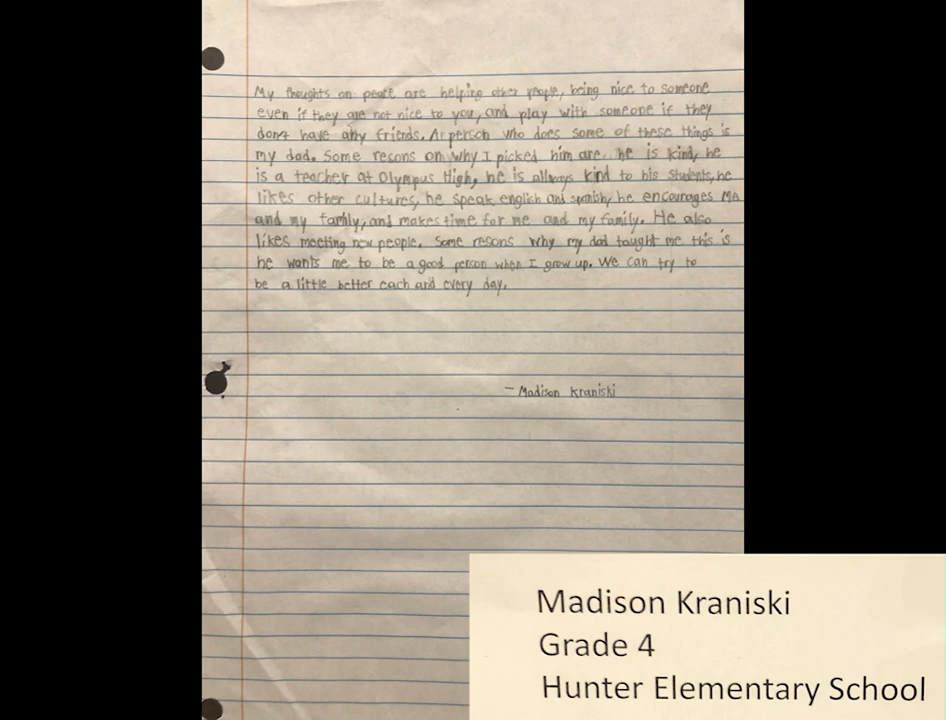 My thoughts on peace are helping other people, being nice to someone
even if they are not nice to you, and play with someone if they
dont have any friends. A person who does some of these things is
my dad. Some resons on why I picked him are. he is kind, he
is a teacher at Olympus High, he is allways kind to his students, he
likes other cultures, he speak english and spanish, he encourages me
and my family, and makes time for me and my family. He also
likes meeting new people. Some resons why my dad taught me this is
he wants me to be a good person when I grow up. We can try to
be a little better each and every day.
- Madison Kraniski
Madison Kraniski
Grade 4
Hunter Elementary School